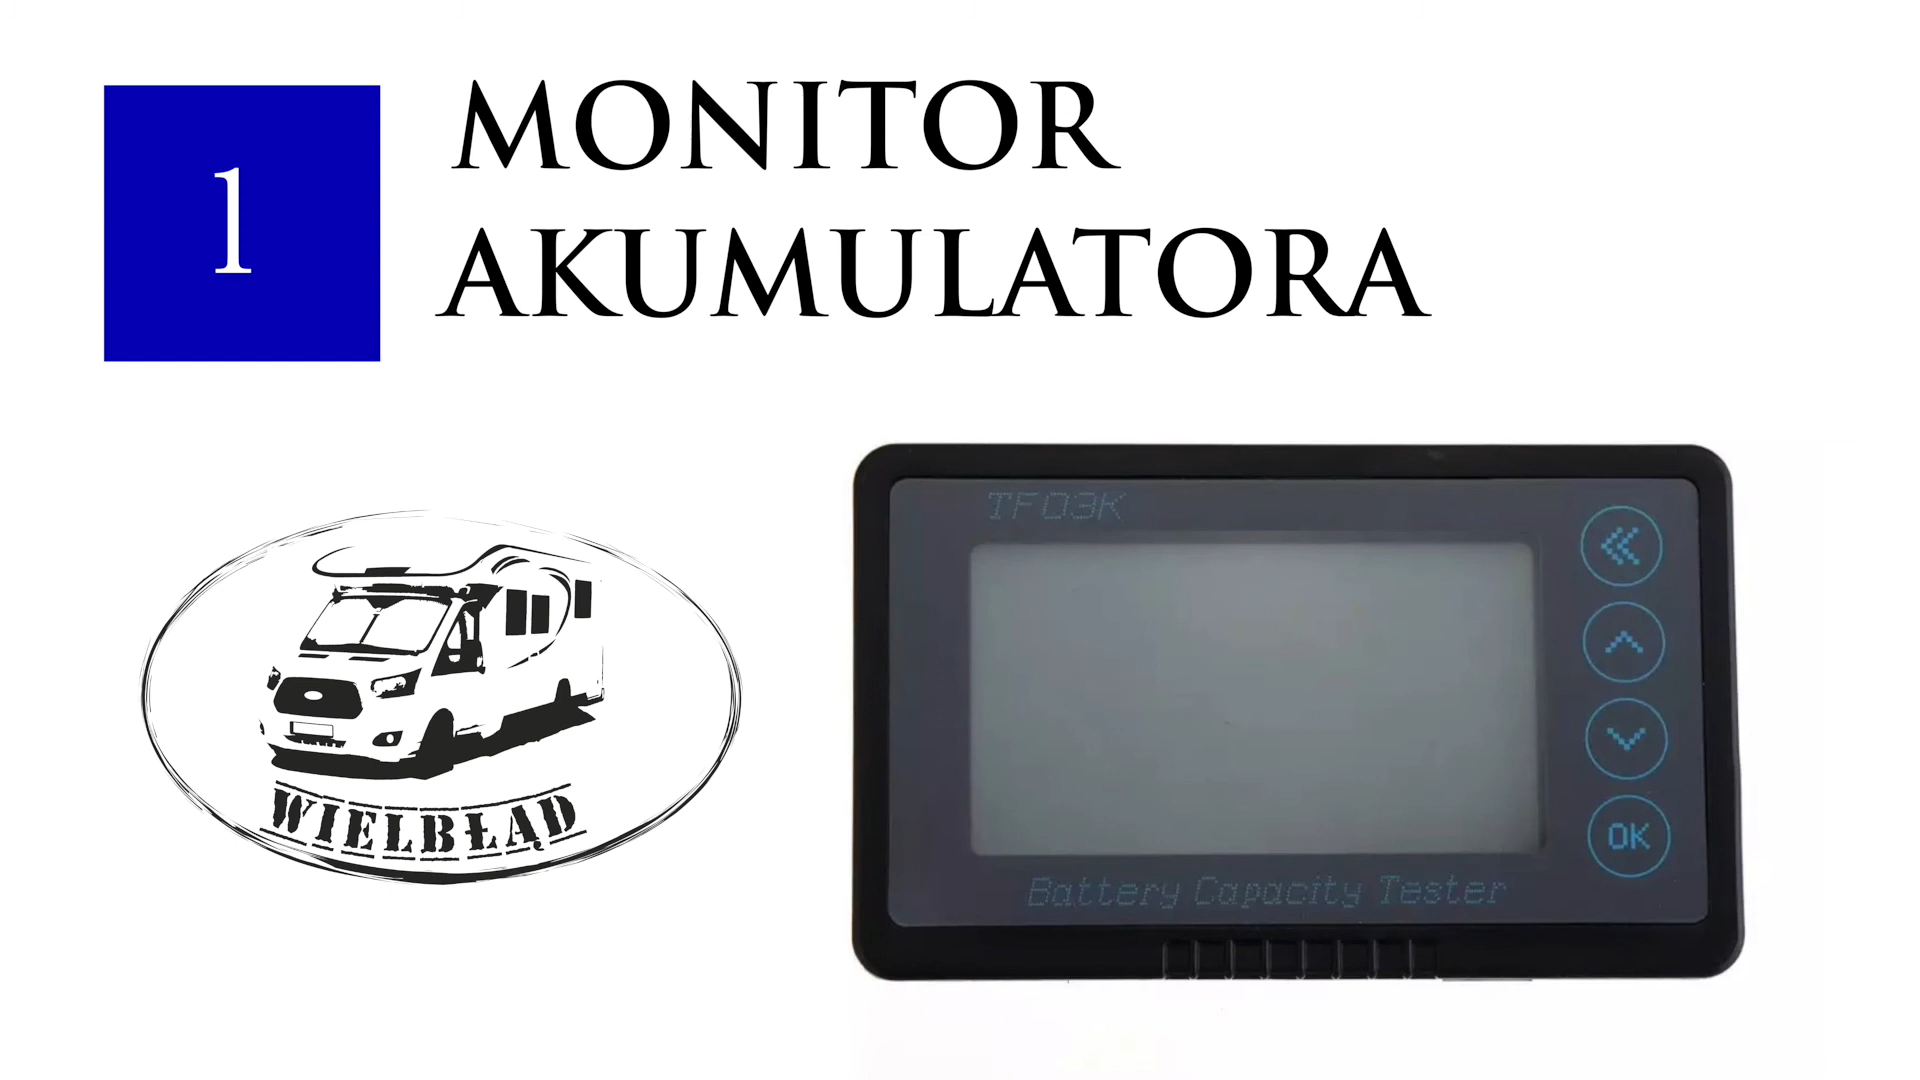 1
MONITOR
AKUMULATORA
TF03K
OK
Battery Capacity Tester
WIELBŁĄD